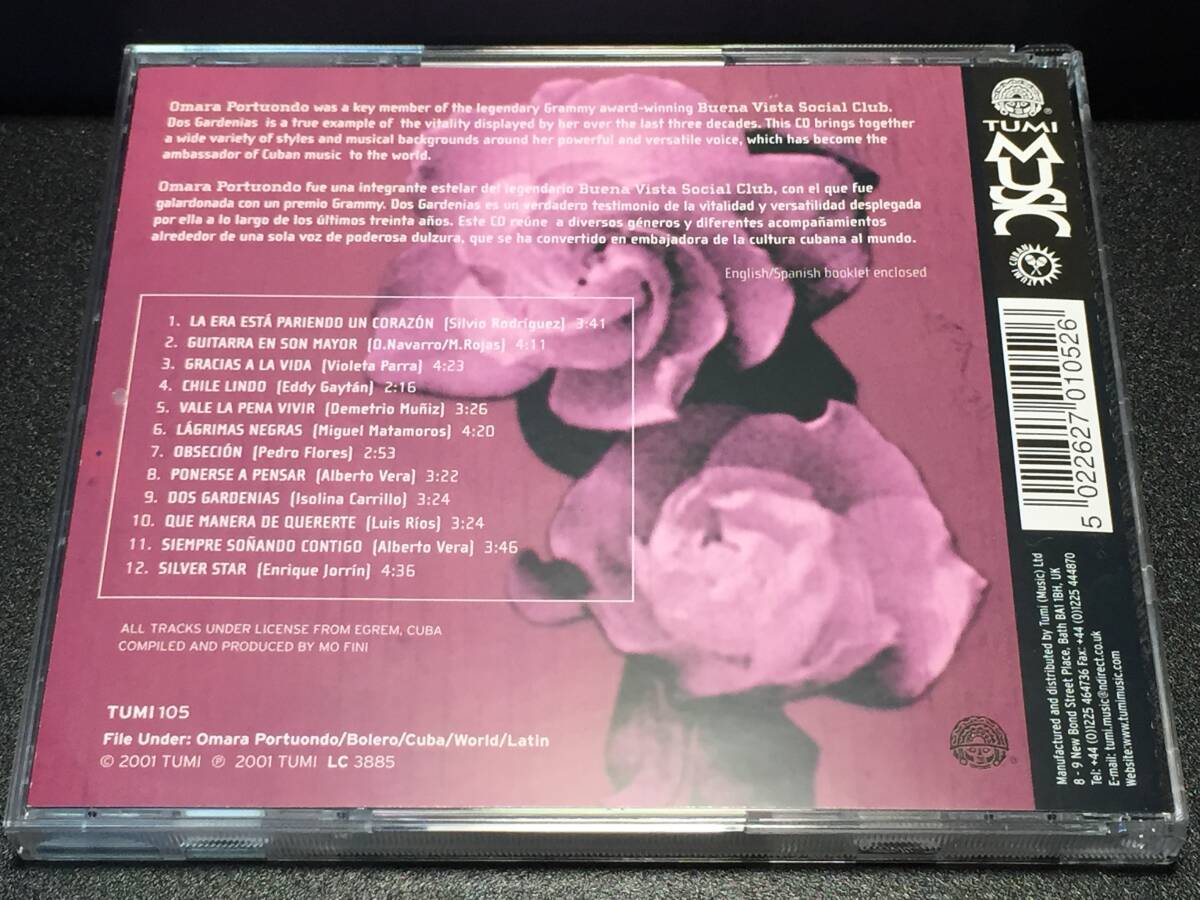 Omara Portuondo was a key member of the legendary Grammy award-winning Buena Vista Social Club.
Dos Gardenias is a true example of the vitality displayed by her over the last three decades. This CD brings together
a wide variety of styles and musical backgrounds around her powerful and versatile voice, which has become the
ambassador of Cuban music to the world.
Omara Portuondo fue una integrante estelar del legendario Buena Vista Social Club, con el que fue
galardonada con un premio Grammy. Dos Gardenias es un verdadero testimonio de la vitalidad y versatilidad desplegada
por ella a lo largo de los últimos treinta años. Este CD reúne a diversos géneros y diferentes acompañamientos
alrededor de una sola voz de poderosa dulzura, que se ha convertido en embajadora de la cultura cubana al mundo.
English/Spanish booklet enclosed
1. LA ERA ESTÁ PARIENDO UN CORAZÓN (Silvio Rodríguez) 3:41
2. GUITARRA EN SON MAYOR (O.Navarro/M.Rojas) 4:11
3. GRACIAS A LA VIDA (Violeta Parra) 4:23
4. CHILE LINDO (Eddy Gaytán) 2:16
5. VALE LA PENA VIVIR (Demetrio Muñiz) 3:26
6. LÁGRIMAS NEGRAS (Miguel Matamoros) 4:20
7. OBSECIÓN (Pedro Flores) 2:53
8. PONERSE A PENSAR (Alberto Vera) 3:22
9. DOS GARDENIAS (Isolina Carrillo) 3:24
10. QUE MANERA DE QUERERTE (Luis Ríos) 3:24
11. SIEMPRE SOÑANDO CONTIGO (Alberto Vera) 3:46
12. SILVER STAR (Enrique Jorrín) 4:36
ALL TRACKS UNDER LICENSE FROM EGREM, CUBA
COMPILED AND PRODUCED BY MO FINI
TUMI 105
File Under: Omara Portuondo/Bolero/Cuba/World/Latin
© 2001 TUMI ℗ 2001 TUMI LC 3885
®
TUMI
MUSIC
TUMI CUBAN
5 022627 010526
Manufactured and distributed by Tumi (Music) Ltd
8 - 9 New Bond Street Place, Bath BA1 1BH, UK
Tel: +44 (0)1225 464736 Fax: +44 (0)1225 444870
E-mail: tumi.music@ndirect.co.uk
Website:www.tumimusic.com
®